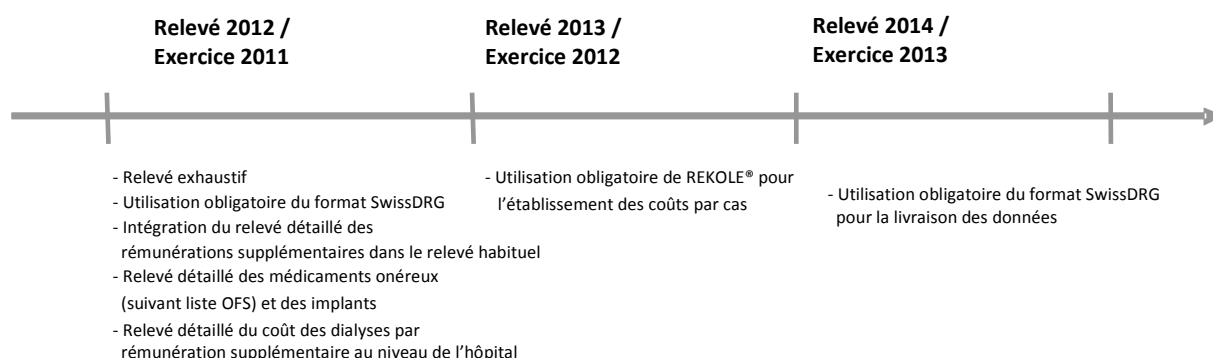 Relevé 2012 /
Exercice 2011
Relevé 2013 /
Exercice 2012
Relevé 2014 /
Exercice 2013
- Relevé exhaustif
- Utilisation obligatoire du format SwissDRG
- Intégration du relevé détaillé des
rémunérations supplémentaires dans le relevé habituel
- Relevé détaillé des médicaments onéreux
(suivant liste OFS) et des implants
- Relevé détaillé du coût des dialyses par
rémunération supplémentaire au niveau de l'hôpital
- Utilisation obligatoire de REKOLE® pour
l'établissement des coûts par cas
- Utilisation obligatoire du format SwissDRG
pour la livraison des données